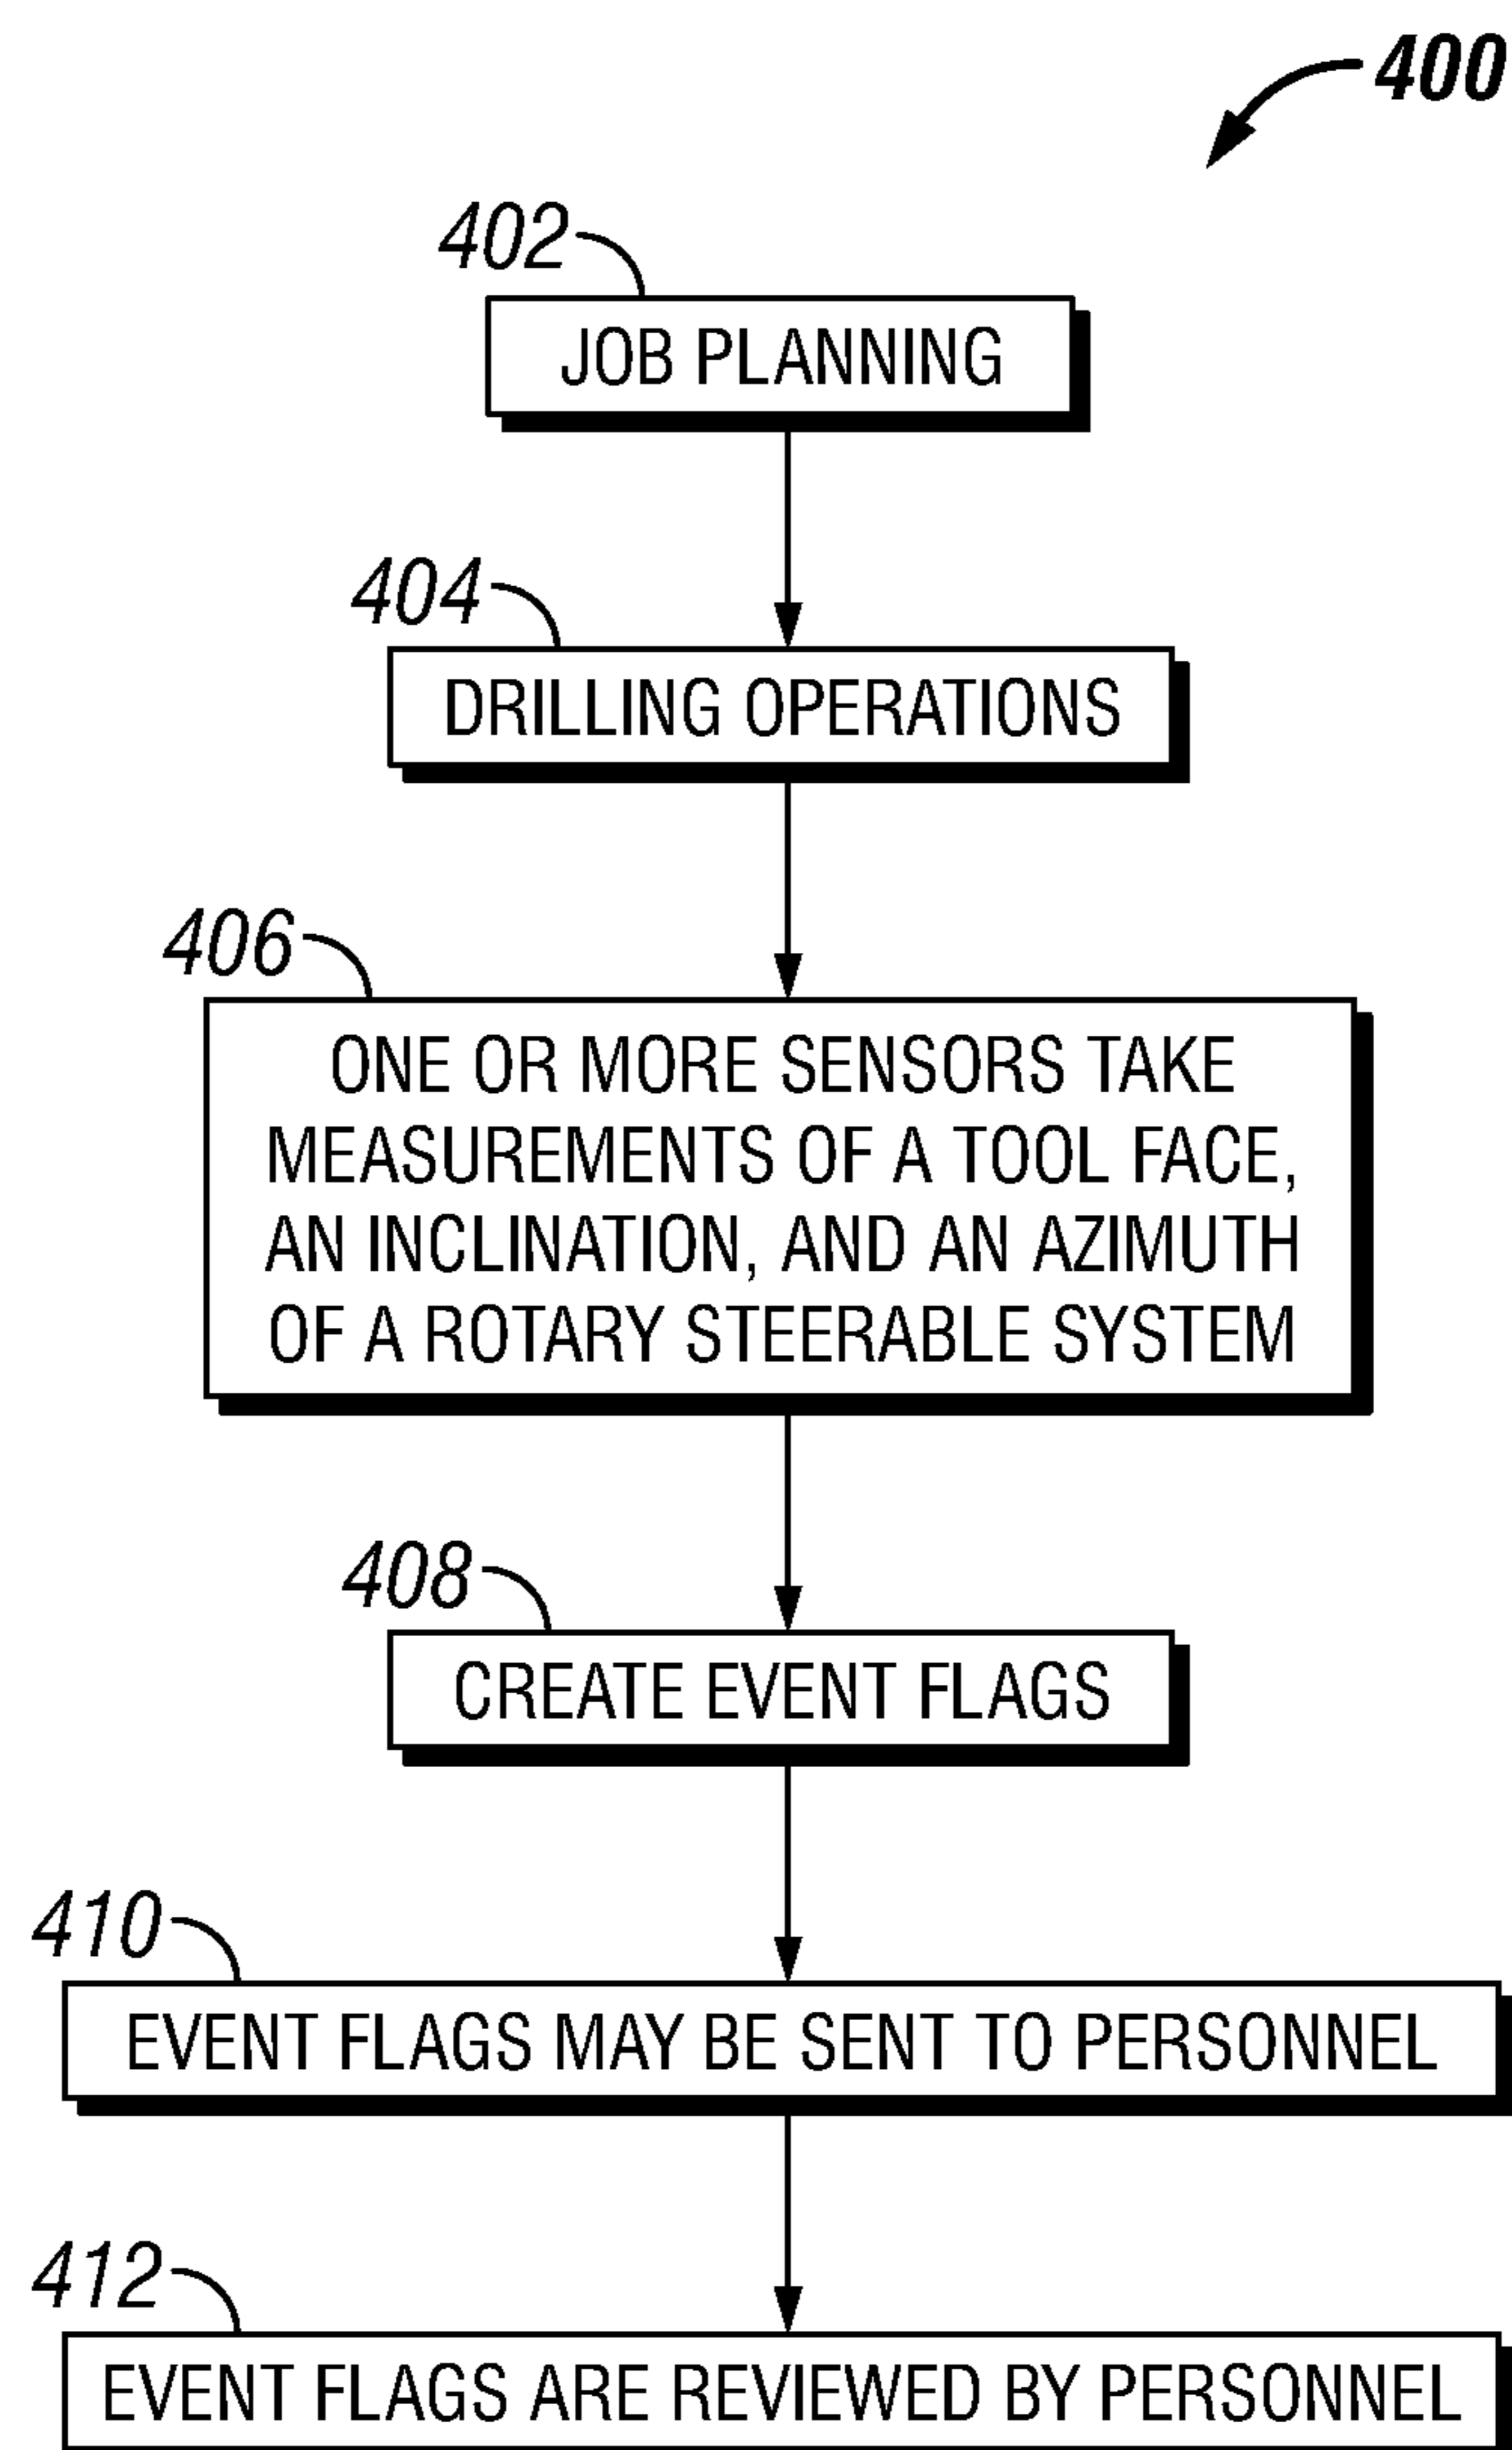 400
402
JOB PLANNING
404
DRILLING OPERATIONS
406
ONE OR MORE SENSORS TAKE
MEASUREMENTS OF A TOOL FACE,
AN INCLINATION, AND AN AZIMUTH
OF A ROTARY STEERABLE SYSTEM
408
CREATE EVENT FLAGS
410
EVENT FLAGS MAY BE SENT TO PERSONNEL
412
EVENT FLAGS ARE REVIEWED BY PERSONNEL